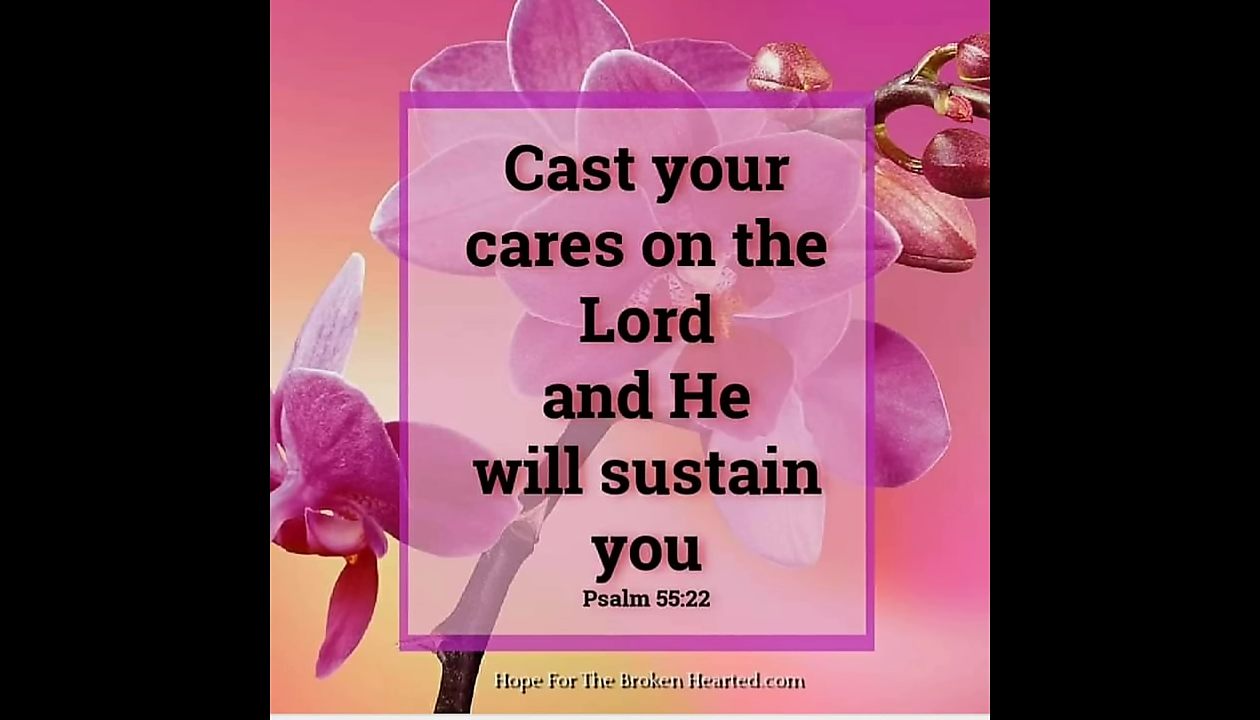 Cast your
cares on the
Lord
and He
will sustain
you
Psalm 55:22
Hope For The Broken Hearted.com